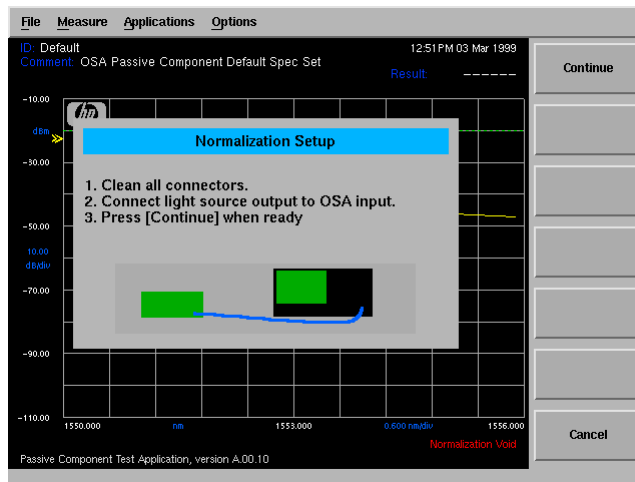 File Measure Applications Options
ID: Default
12:51PM 03 Mar 1999
Comment: OSA Passive Component Default Spec Set
Result: ------
Continue
-10.00
hp
dBm
Normalization Setup
-30.00
1. Clean all connectors.
2. Connect light source output to OSA input.
3. Press [Continue] when ready
-50.00
10.00
dB/div
-70.00
-90.00
-110.00
1550.000 nm 1553.000 0.600 nm/div 1556.000
Normalization Void
Cancel
Passive Component Test Application, version A.00.10